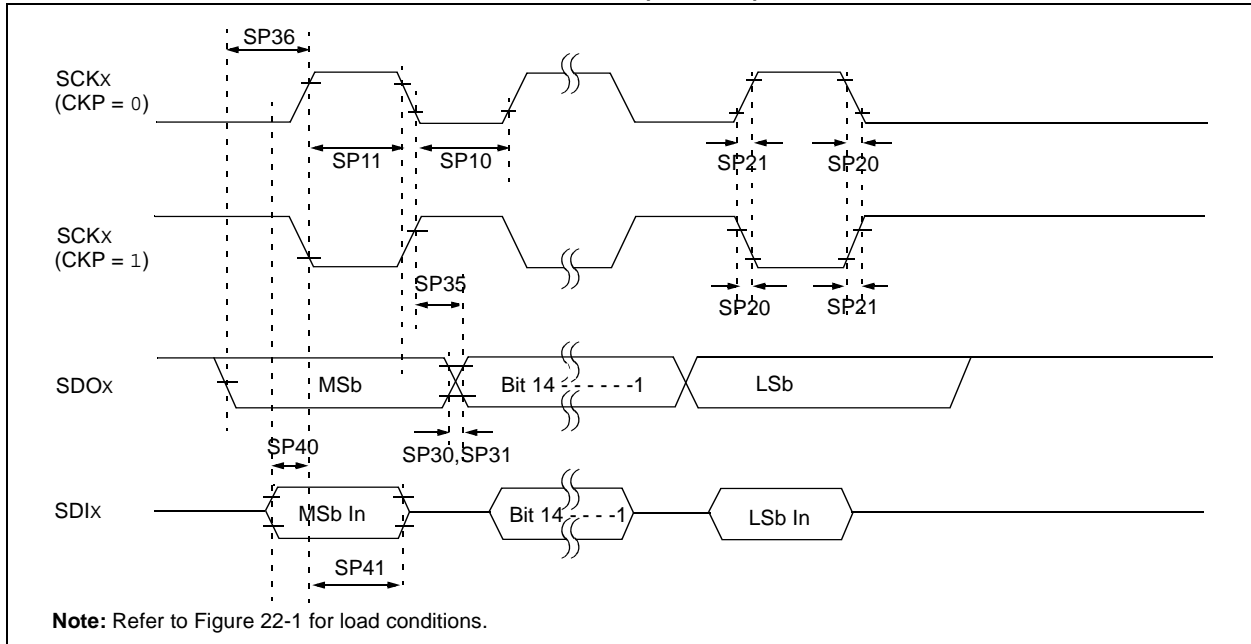 SP36
SCKx
(CKP = 0)
SP11
SP10
SP21
SP20
SCKx
(CKP = 1)
SP35
SP20
SP21
SDOx
MSb
Bit 14 - - - - - -1
LSb
SP40
SP30,SP31
SDIx
MSb In
Bit 14 - - - -1
LSb In
SP41
Note: Refer to Figure 22-1 for load conditions.